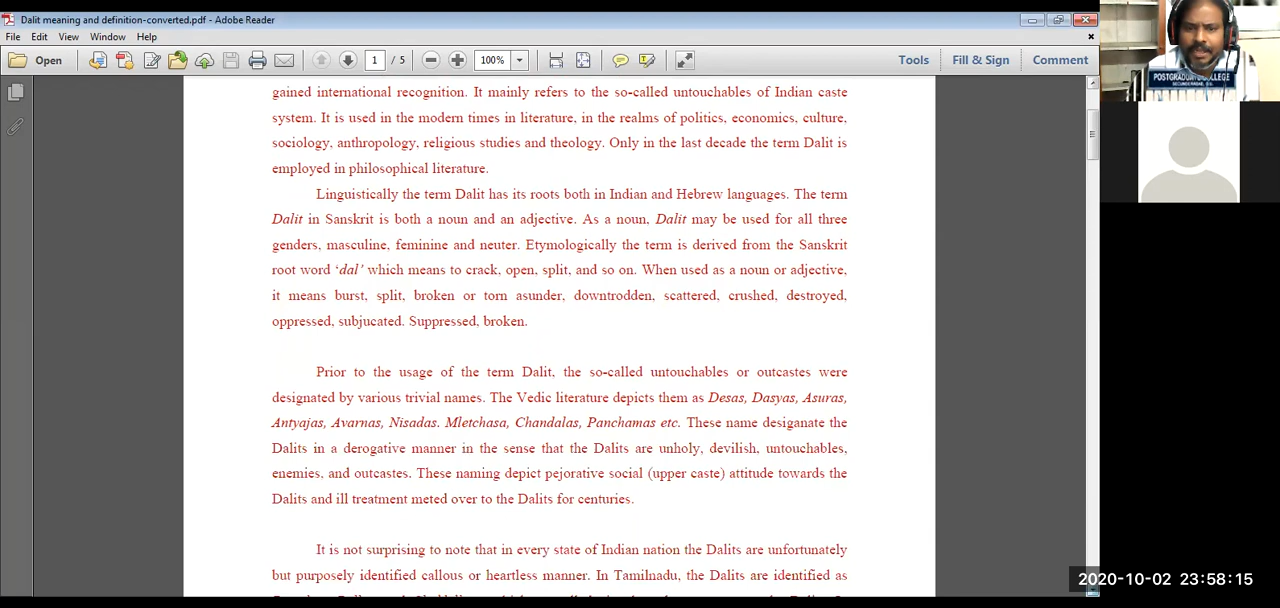 Dalit meaning and definition-converted.pdf - Adobe Reader
File Edit View Window Help
Open 1 / 5 100% Tools Fill & Sign Comment
gained international recognition. It mainly refers to the so-called untouchables of Indian caste
system. It is used in the modern times in literature, in the realms of politics, economics, culture,
sociology, anthropology, religious studies and theology. Only in the last decade the term Dalit is
employed in philosophical literature.
Linguistically the term Dalit has its roots both in Indian and Hebrew languages. The term
Dalit in Sanskrit is both a noun and an adjective. As a noun, Dalit may be used for all three
genders, masculine, feminine and neuter. Etymologically the term is derived from the Sanskrit
root word ‘dal’ which means to crack, open, split, and so on. When used as a noun or adjective,
it means burst, split, broken or torn asunder, downtrodden, scattered, crushed, destroyed,
oppressed, subjucated. Suppressed, broken.
Prior to the usage of the term Dalit, the so-called untouchables or outcastes were
designated by various trivial names. The Vedic literature depicts them as Desas, Dasyas, Asuras,
Antyajas, Avarnas, Nisadas. Mletchasa, Chandalas, Panchamas etc. These name desiganate the
Dalits in a derogative manner in the sense that the Dalits are unholy, devilish, untouchables,
enemies, and outcastes. These naming depict pejorative social (upper caste) attitude towards the
Dalits and ill treatment meted over to the Dalits for centuries.
It is not surprising to note that in every state of Indian nation the Dalits are unfortunately
but purposely identified callous or heartless manner. In Tamilnadu, the Dalits are identified as
POSTGRADUATE COLLEGE
2020-10-02 23:58:15